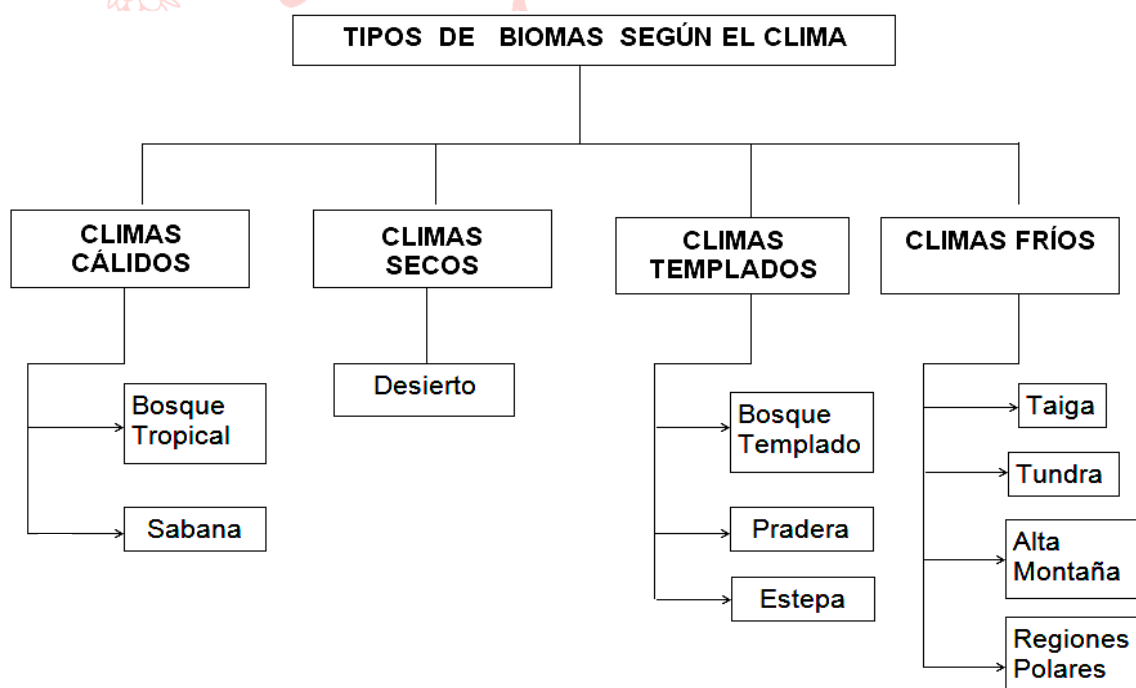 TIPOS DE BIOMAS SEGÚN EL CLIMA
CLIMAS
CÁLIDOS
CLIMAS
SECOS
CLIMAS
TEMPLADOS
CLIMAS FRÍOS
Bosque
Tropical
Sabana
Desierto
Bosque
Templado
Pradera
Estepa
Taiga
Tundra
Alta
Montaña
Regiones
Polares